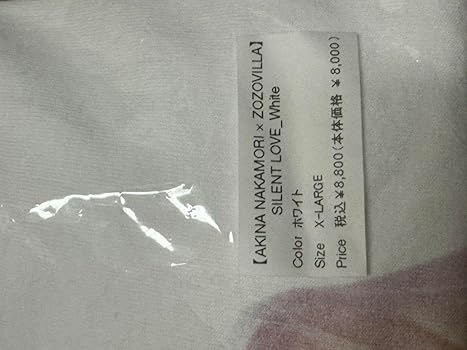 【AKINA NAKAMORI × ZOZOVILLA】
SILENT LOVE_White
Color ホワイト
Size X-LARGE
Price 税込￥8,800(本体価格 ￥8,000)